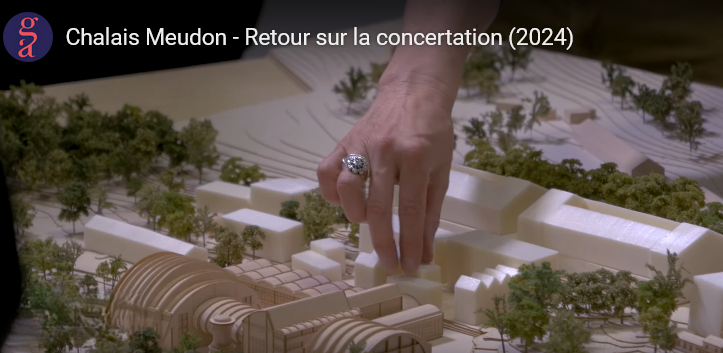 ga
Chalais Meudon - Retour sur la concertation (2024)